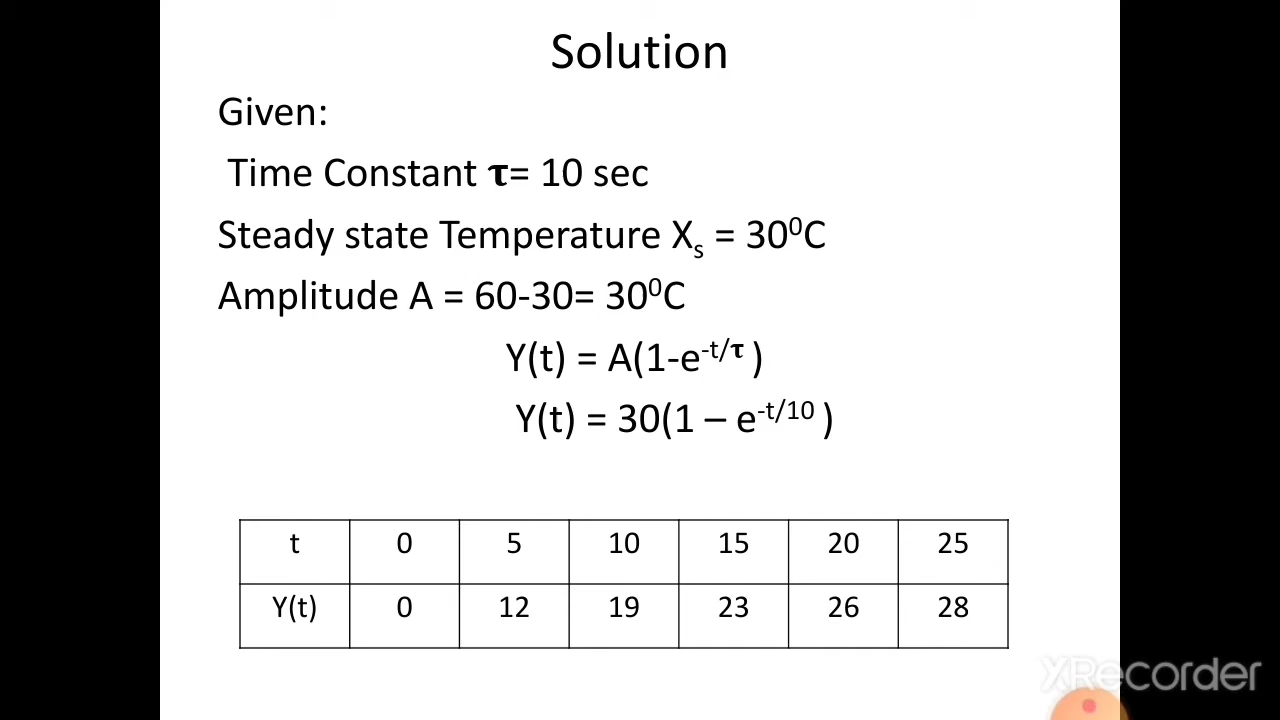 Solution
Given:
Time Constant 𝛕= 10 sec
Steady state Temperature Xₛ = 30⁰C
Amplitude A = 60-30= 30⁰C
Y(t) = A(1-e^-t/𝛕 )
Y(t) = 30(1 – e^-t/10 )
t 0 5 10 15 20 25
Y(t) 0 12 19 23 26 28
XRecorder